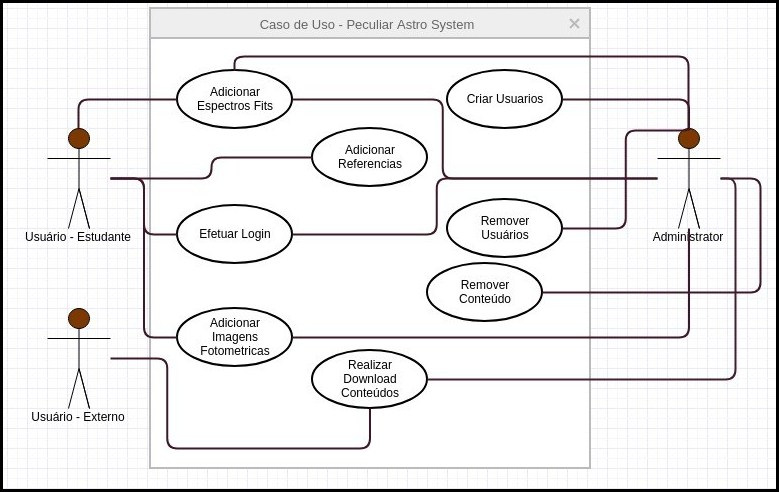 Caso de Uso - Peculiar Astro System
Adicionar
Espectros Fits
Criar Usuarios
Adicionar
Referencias
Usuário - Estudante
Efetuar Login
Remover
Usuários
Administrator
Remover
Conteúdo
Adicionar
Imagens
Fotometricas
Realizar
Download
Conteúdos
Usuário - Externo